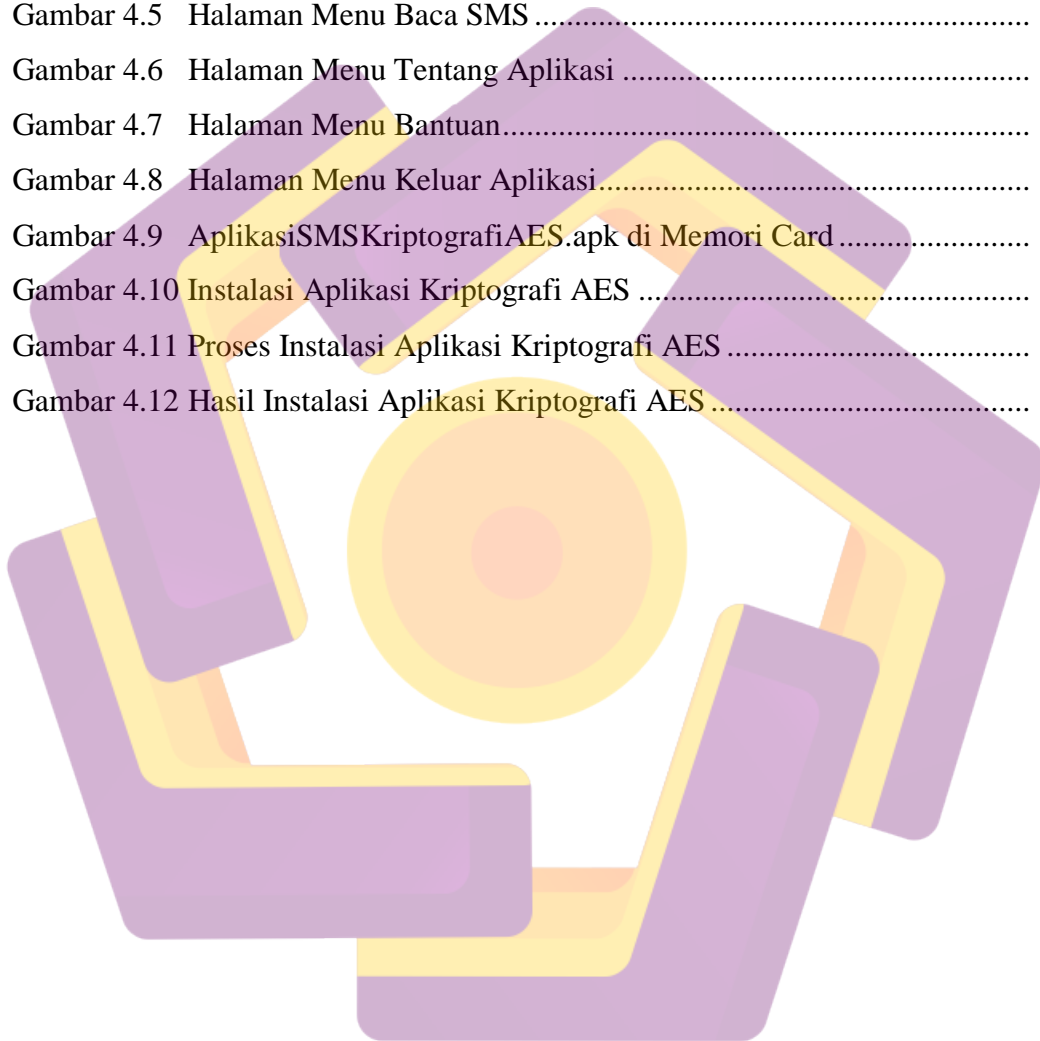 Gambar 4.5 Halaman Menu Baca SMS ................................................................
Gambar 4.6 Halaman Menu Tentang Aplikasi ....................................................
Gambar 4.7 Halaman Menu Bantuan....................................................................
Gambar 4.8 Halaman Menu Keluar Aplikasi.......................................................
Gambar 4.9 AplikasiSMSKriptografiAES.apk di Memori Card ........................
Gambar 4.10 Instalasi Aplikasi Kriptografi AES ..................................................
Gambar 4.11 Proses Instalasi Aplikasi Kriptografi AES .......................................
Gambar 4.12 Hasil Instalasi Aplikasi Kriptografi AES .........................................